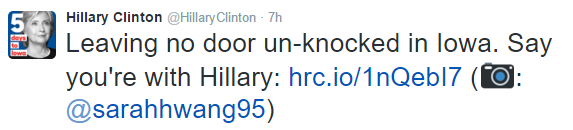 5
days to
Iowa
Hillary Clinton @HillaryClinton · 7h
Leaving no door un-knocked in Iowa. Say
you're with Hillary: hrc.io/1nQebI7 (📷:
@sarahhwang95)